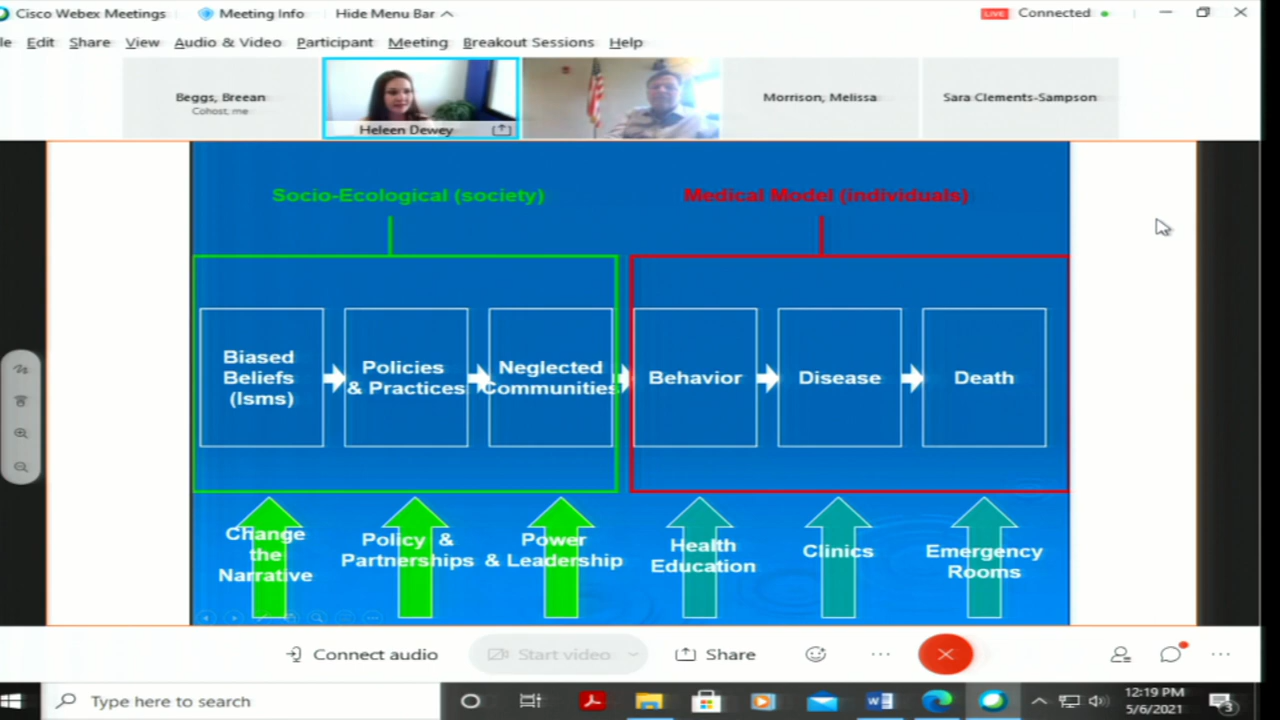 Cisco Webex Meetings
Meeting Info
Hide Menu Bar
LIVE
Connected
le Edit Share View Audio & Video Participant Meeting Breakout Sessions Help
Beggs, Breean
Cohost, me
Heleen Dewey
Morrison, Melissa
Sara Clements-Sampson
Socio-Ecological (society)
Medical Model (individuals)
Biased
Beliefs
(Isms)
Policies
& Practices
Neglected
Communities
Behavior
Disease
Death
Change
the
Narrative
Policy &
Partnerships
Power
& Leadership
Health
Education
Clinics
Emergency
Rooms
Connect audio
Start video
Share
Type here to search
12:19 PM
5/6/2021
3